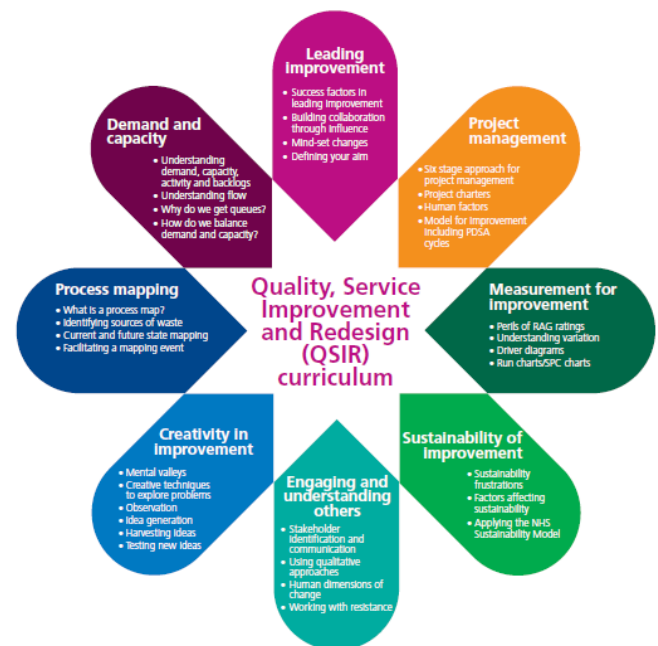 Leading
improvement
• Success factors in
leading improvement
• Building collaboration
through influence
• Mind-set changes
• Defining your aim
Project
management
• Six stage approach for
project management
• Project charters
• Human factors
• Model for improvement
including PDSA
cycles
Measurement for
improvement
• Perils of RAG ratings
• Understanding variation
• Driver diagrams
• Run charts/SPC charts
Sustainability of
improvement
• Sustainability
frustrations
• Factors affecting
sustainability
• Applying the NHS
Sustainability Model
Engaging and
understanding
others
• Stakeholder
identification and
communication
• Using qualitative
approaches
• Human dimensions of
change
• Working with resistance
Creativity in
improvement
• Mental valleys
• Creative techniques
to explore problems
• Observation
• Idea generation
• Harvesting ideas
• Testing new ideas
Process mapping
• What is a process map?
• Identifying sources of waste
• Current and future state mapping
• Facilitating a mapping event
Demand and
capacity
• Understanding
demand, capacity,
activity and backlogs
• Understanding flow
• Why do we get queues?
• How do we balance
demand and capacity?
Quality, Service
Improvement
and Redesign
(QSIR)
curriculum